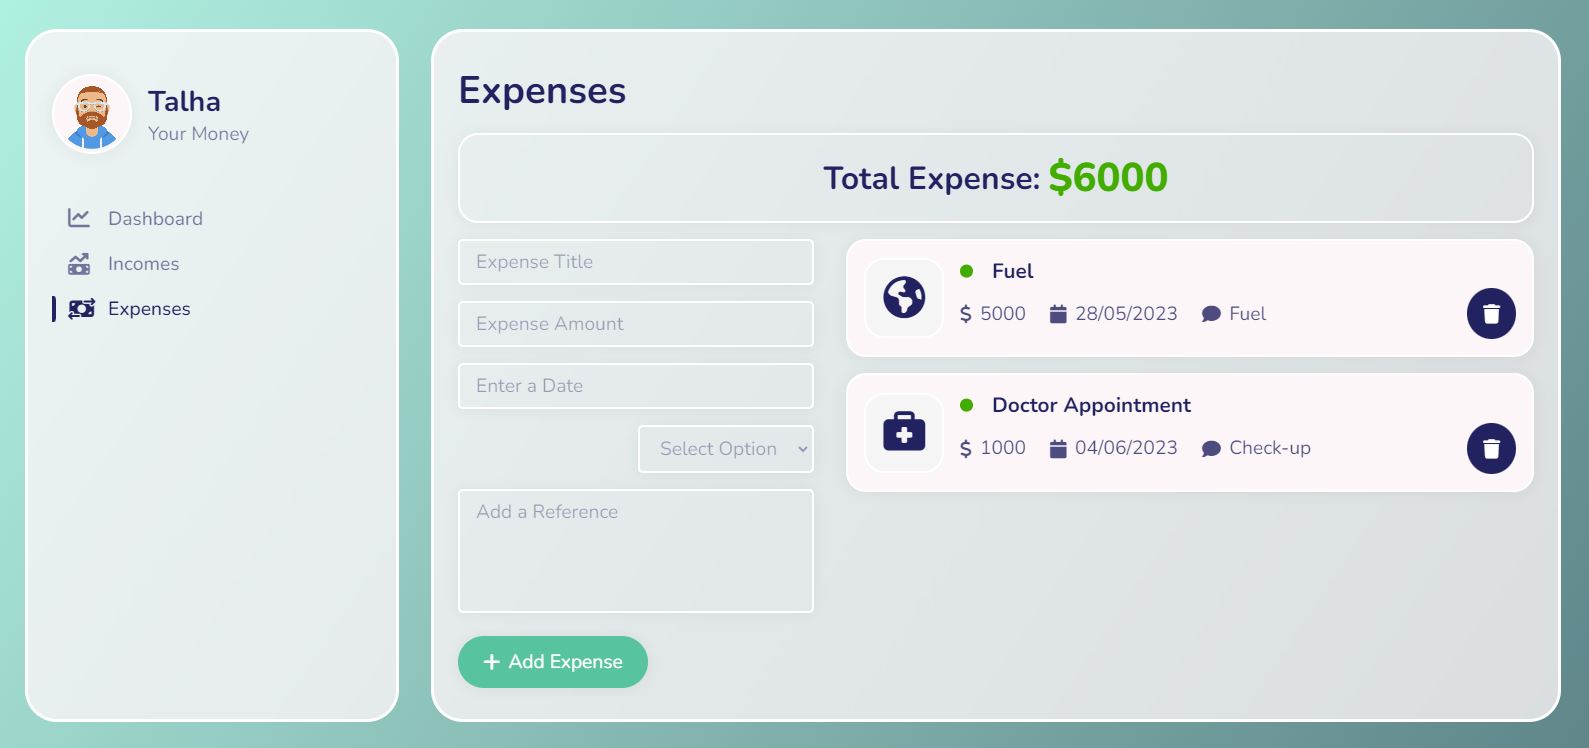 Talha
Your Money
Dashboard
Incomes
Expenses
Expenses
Total Expense: $6000
Expense Title
Expense Amount
Enter a Date
Select Option
Add a Reference
Add Expense
Fuel
$ 5000 28/05/2023 Fuel
Doctor Appointment
$ 1000 04/06/2023 Check-up